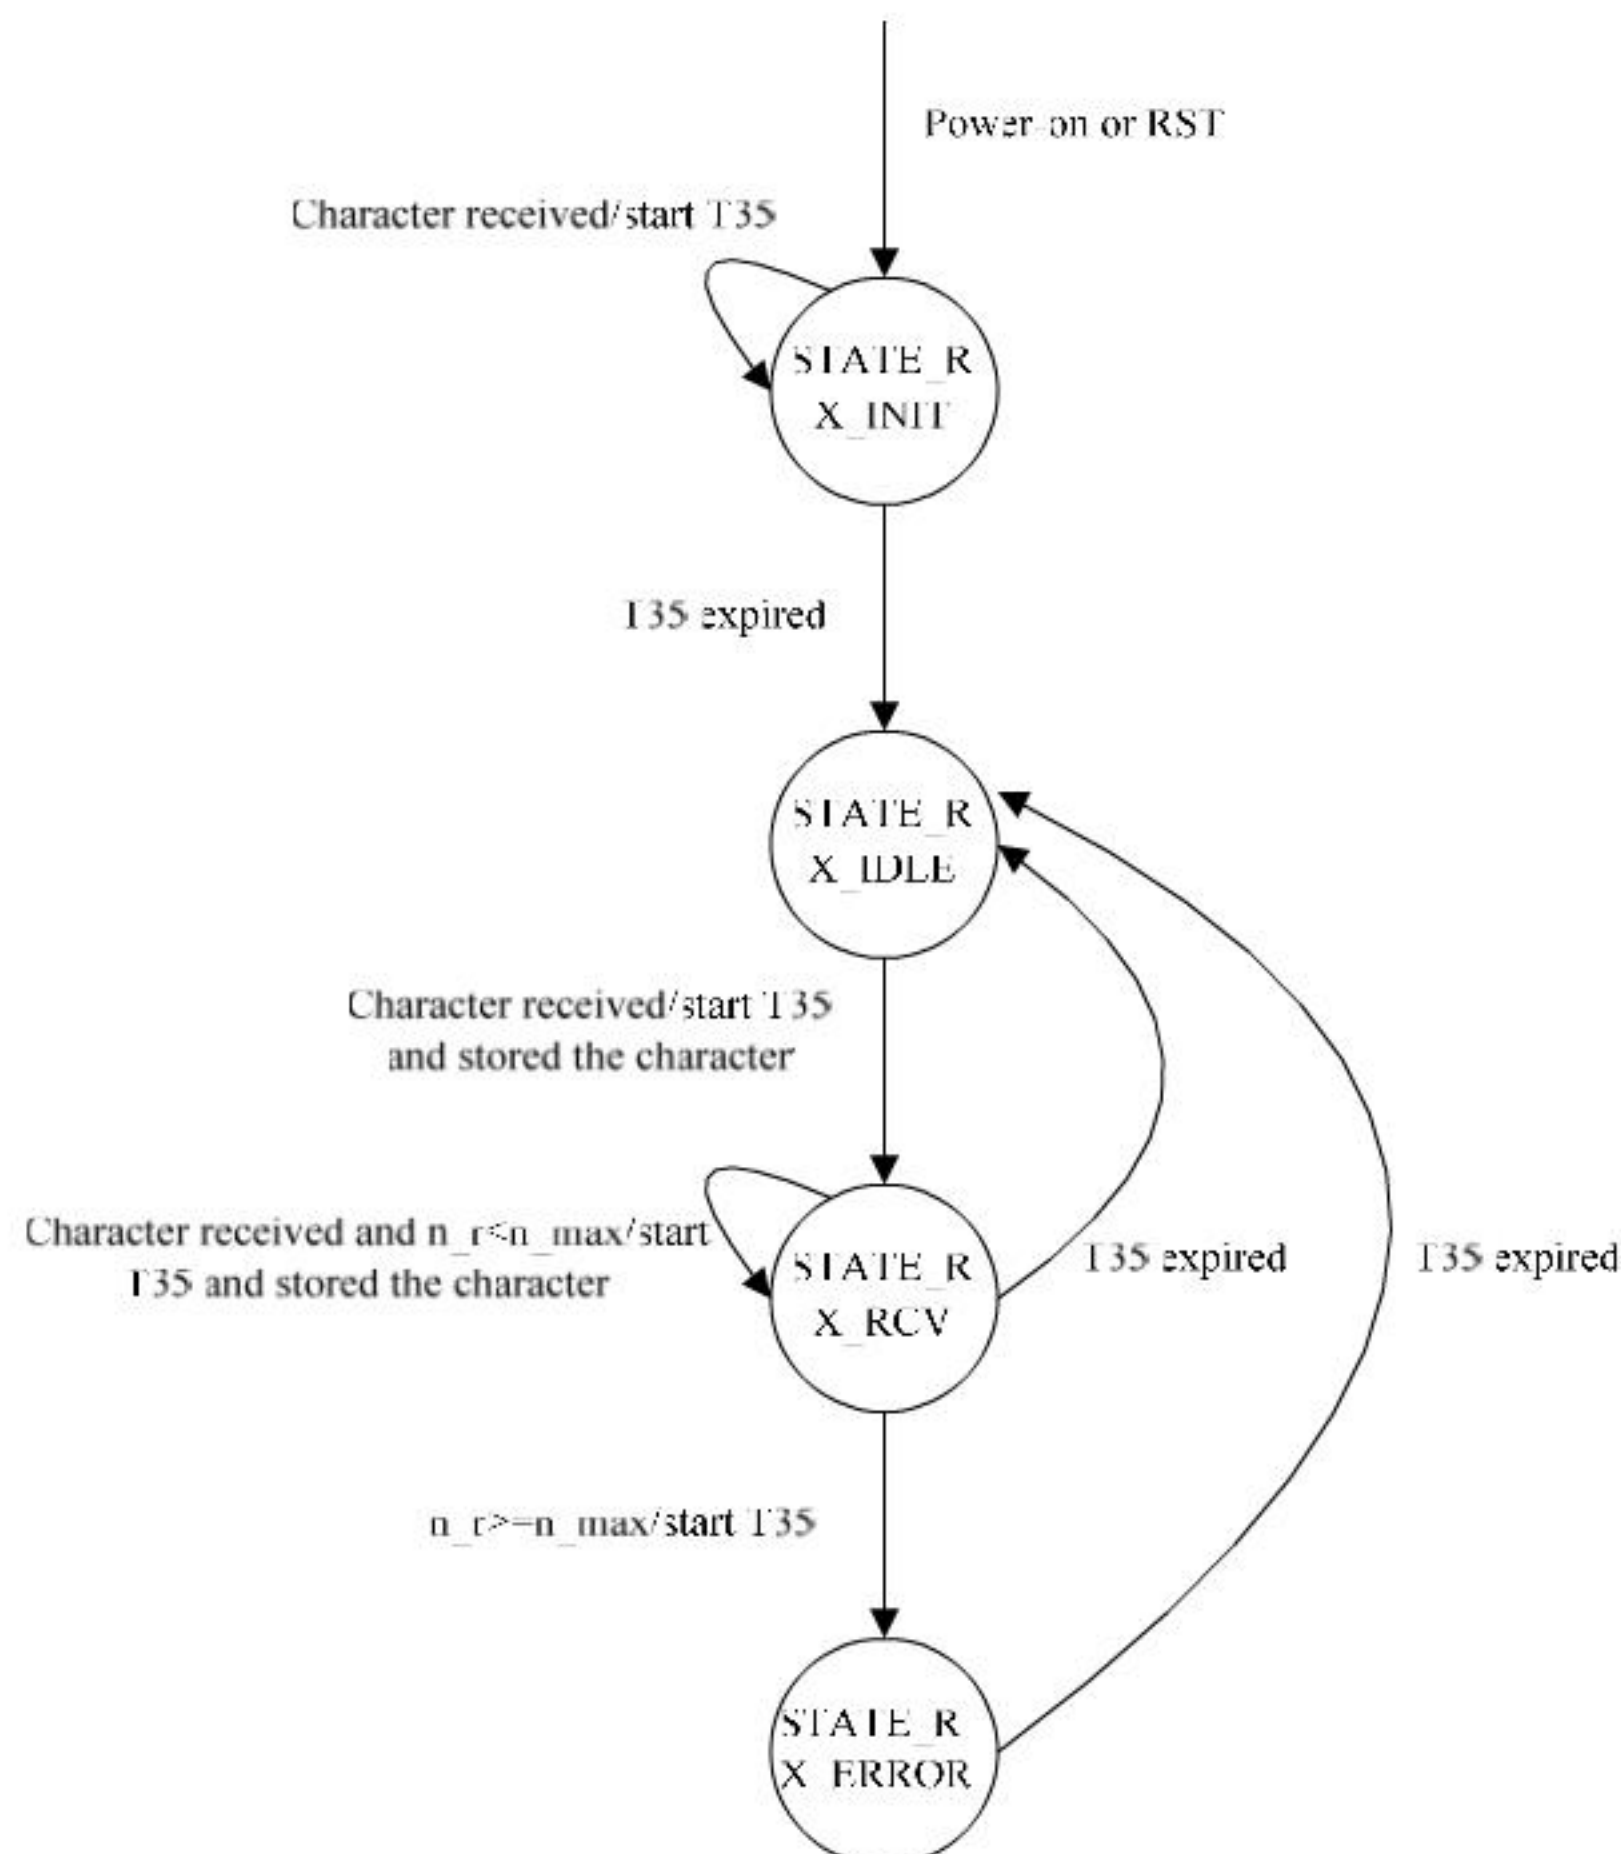 Power-on or RST
Character received/start T35
STATE_R
X_INIT
T35 expired
STATE_R
X_IDLE
Character received/start T35
and stored the character
Character received and n_r<n_max/start
T35 and stored the character
STATE_R
X_RCV
T35 expired
T35 expired
n_r>=n_max/start T35
STATE_R
X_ERROR